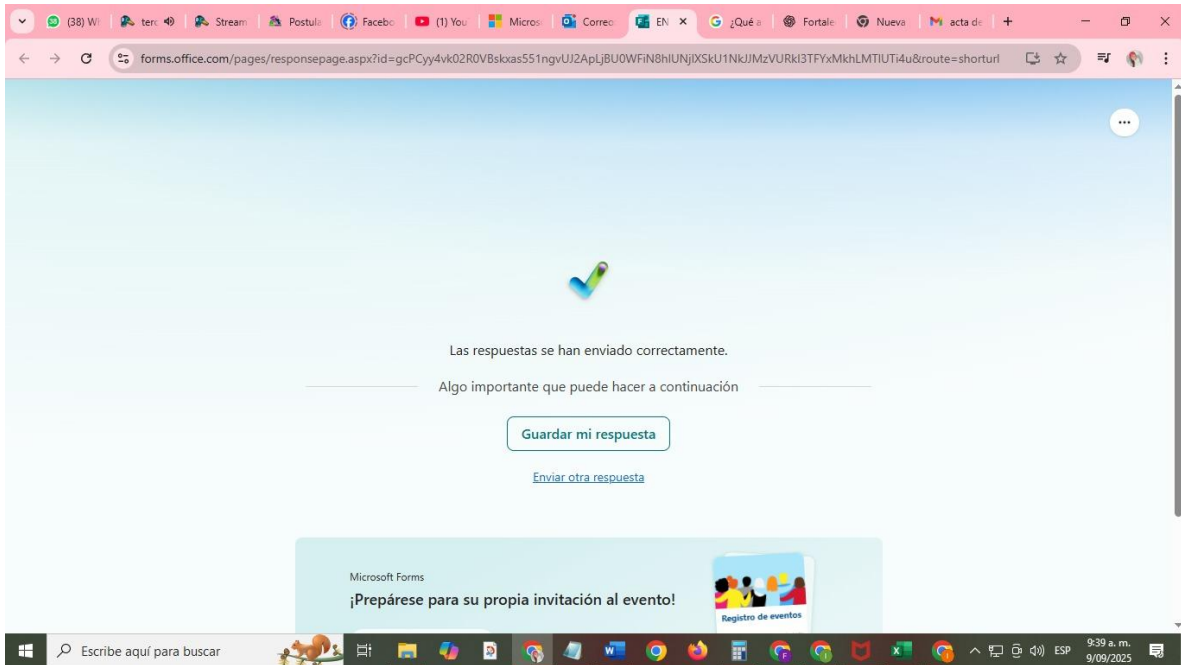 (38) W
terc
Stream
Postula
Facebo
(1) You
Micros
Correo
EN
¿Qué a
Fortale
Nueva
acta de
forms.office.com/pages/responsepage.aspx?id=gcPCyy4vk02R0VBskxas551ngvUJ2ApLjBU0WFiN8hlUNjlXSkU1NkJJMzVURkI3TFYxMkhLMTlUTi4u&route=shorturl
Las respuestas se han enviado correctamente.
Algo importante que puede hacer a continuación
Guardar mi respuesta
Enviar otra respuesta
Microsoft Forms
¡Prepárese para su propia invitación al evento!
Registro de eventos
Escribe aquí para buscar
ESP
9:39 a. m.
9/09/2025